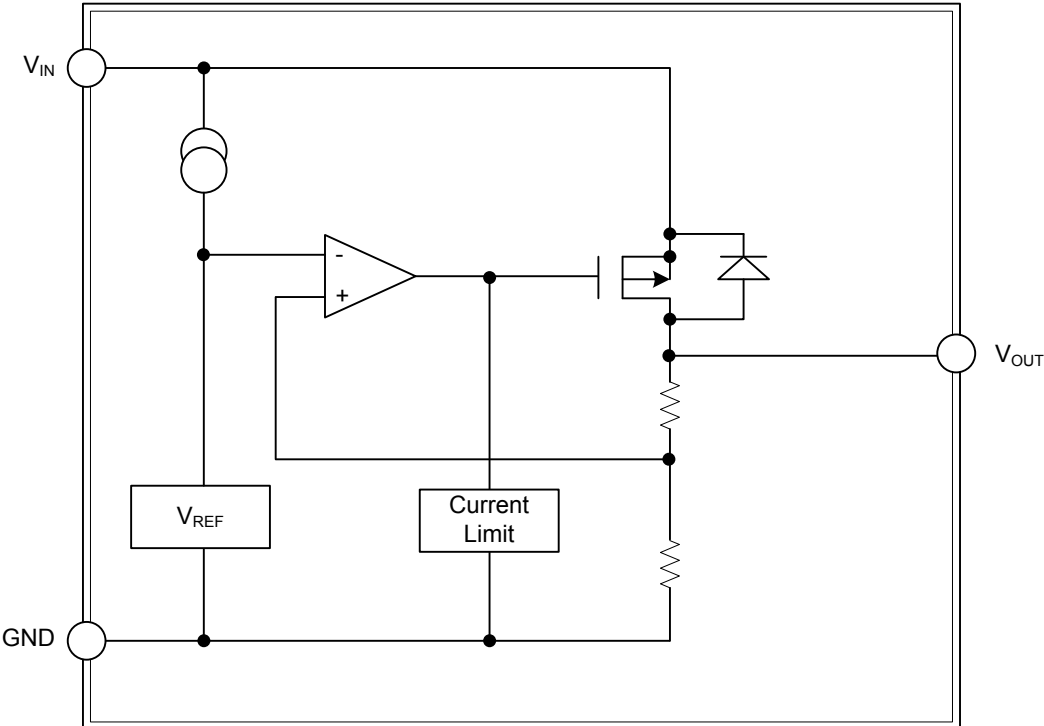 V_IN
-
+
V_OUT
V_REF
Current
Limit
GND